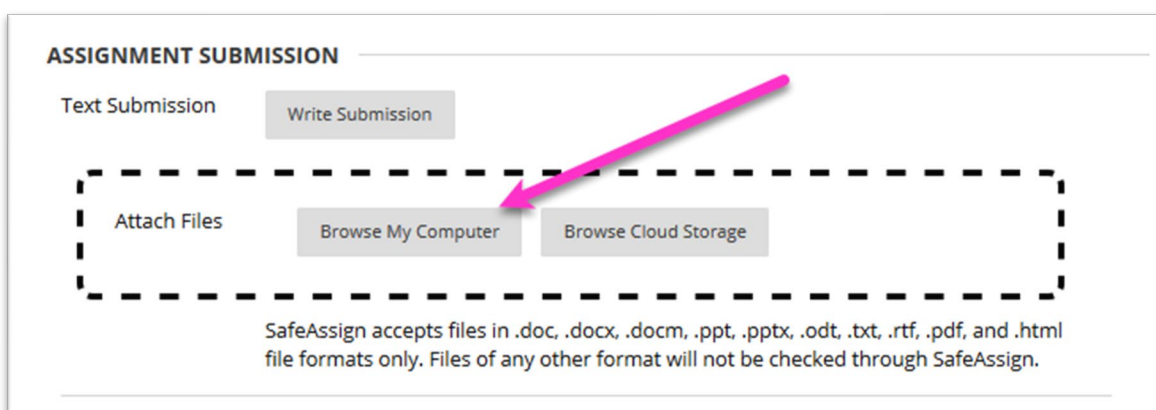 ASSIGNMENT SUBMISSION
Text Submission
Write Submission
Attach Files
Browse My Computer
Browse Cloud Storage
SafeAssign accepts files in .doc, .docx, .docm, .ppt, .pptx, .odt, .txt, .rtf, .pdf, and .html
file formats only. Files of any other format will not be checked through SafeAssign.